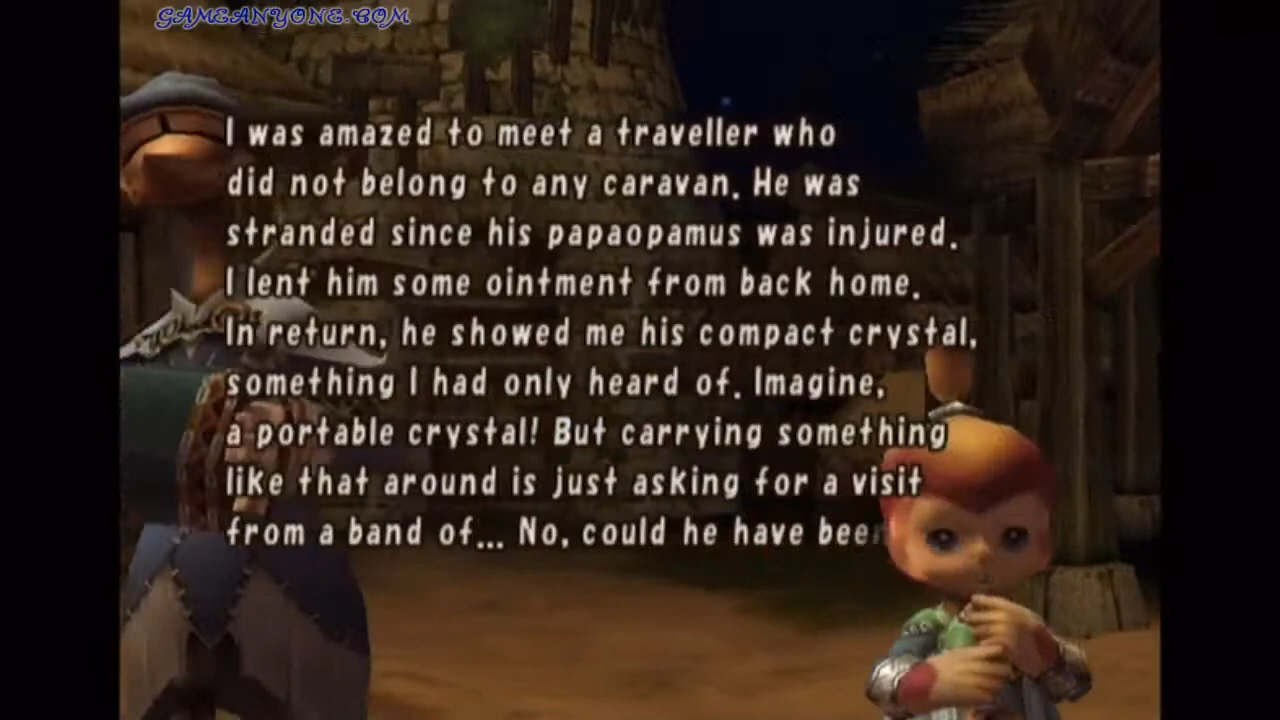 GAMEANYONE.COM
I was amazed to meet a traveller who
did not belong to any caravan. He was
stranded since his papaopamus was injured.
I lent him some ointment from back home.
In return, he showed me his compact crystal,
something I had only heard of. Imagine,
a portable crystal! But carrying something
like that around is just asking for a visit
from a band of... No, could he have been